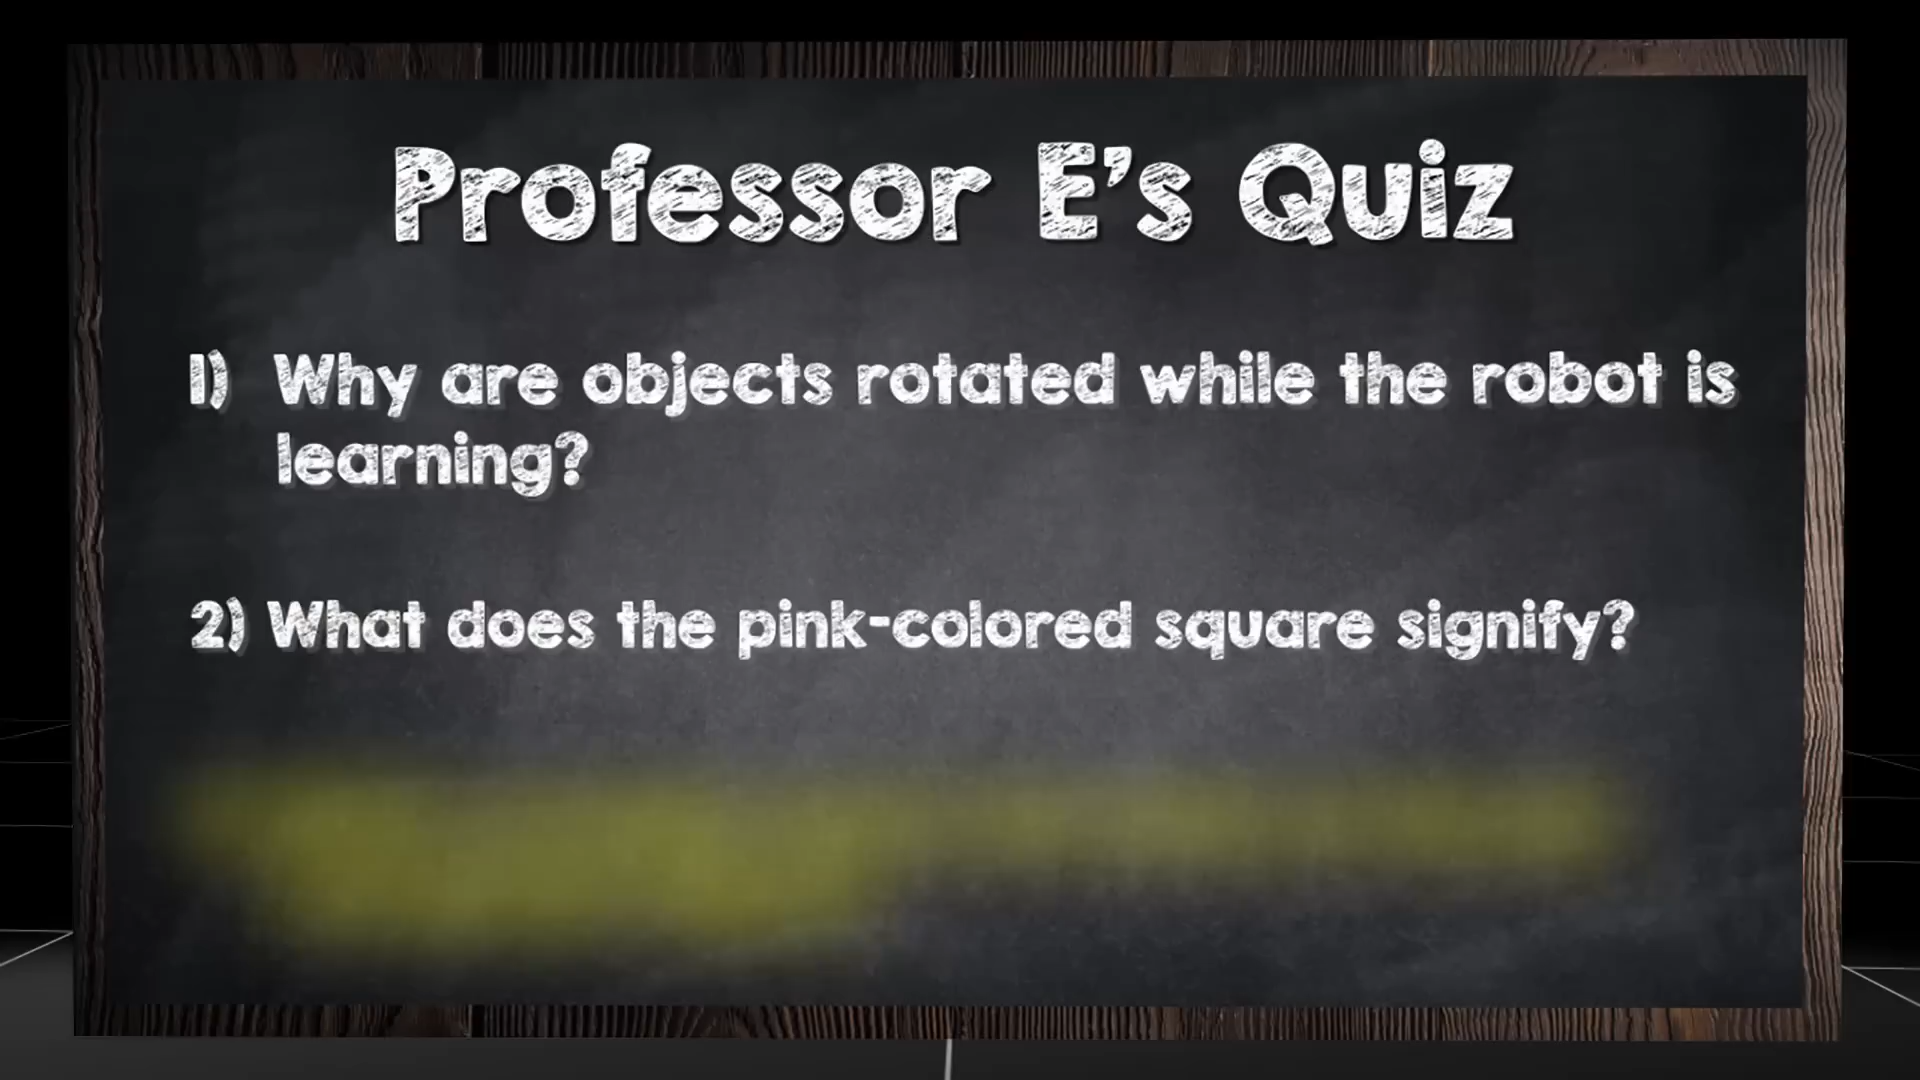 Professor E's Quiz
1) Why are objects rotated while the robot is
learning?
2) What does the pink-colored square signify?